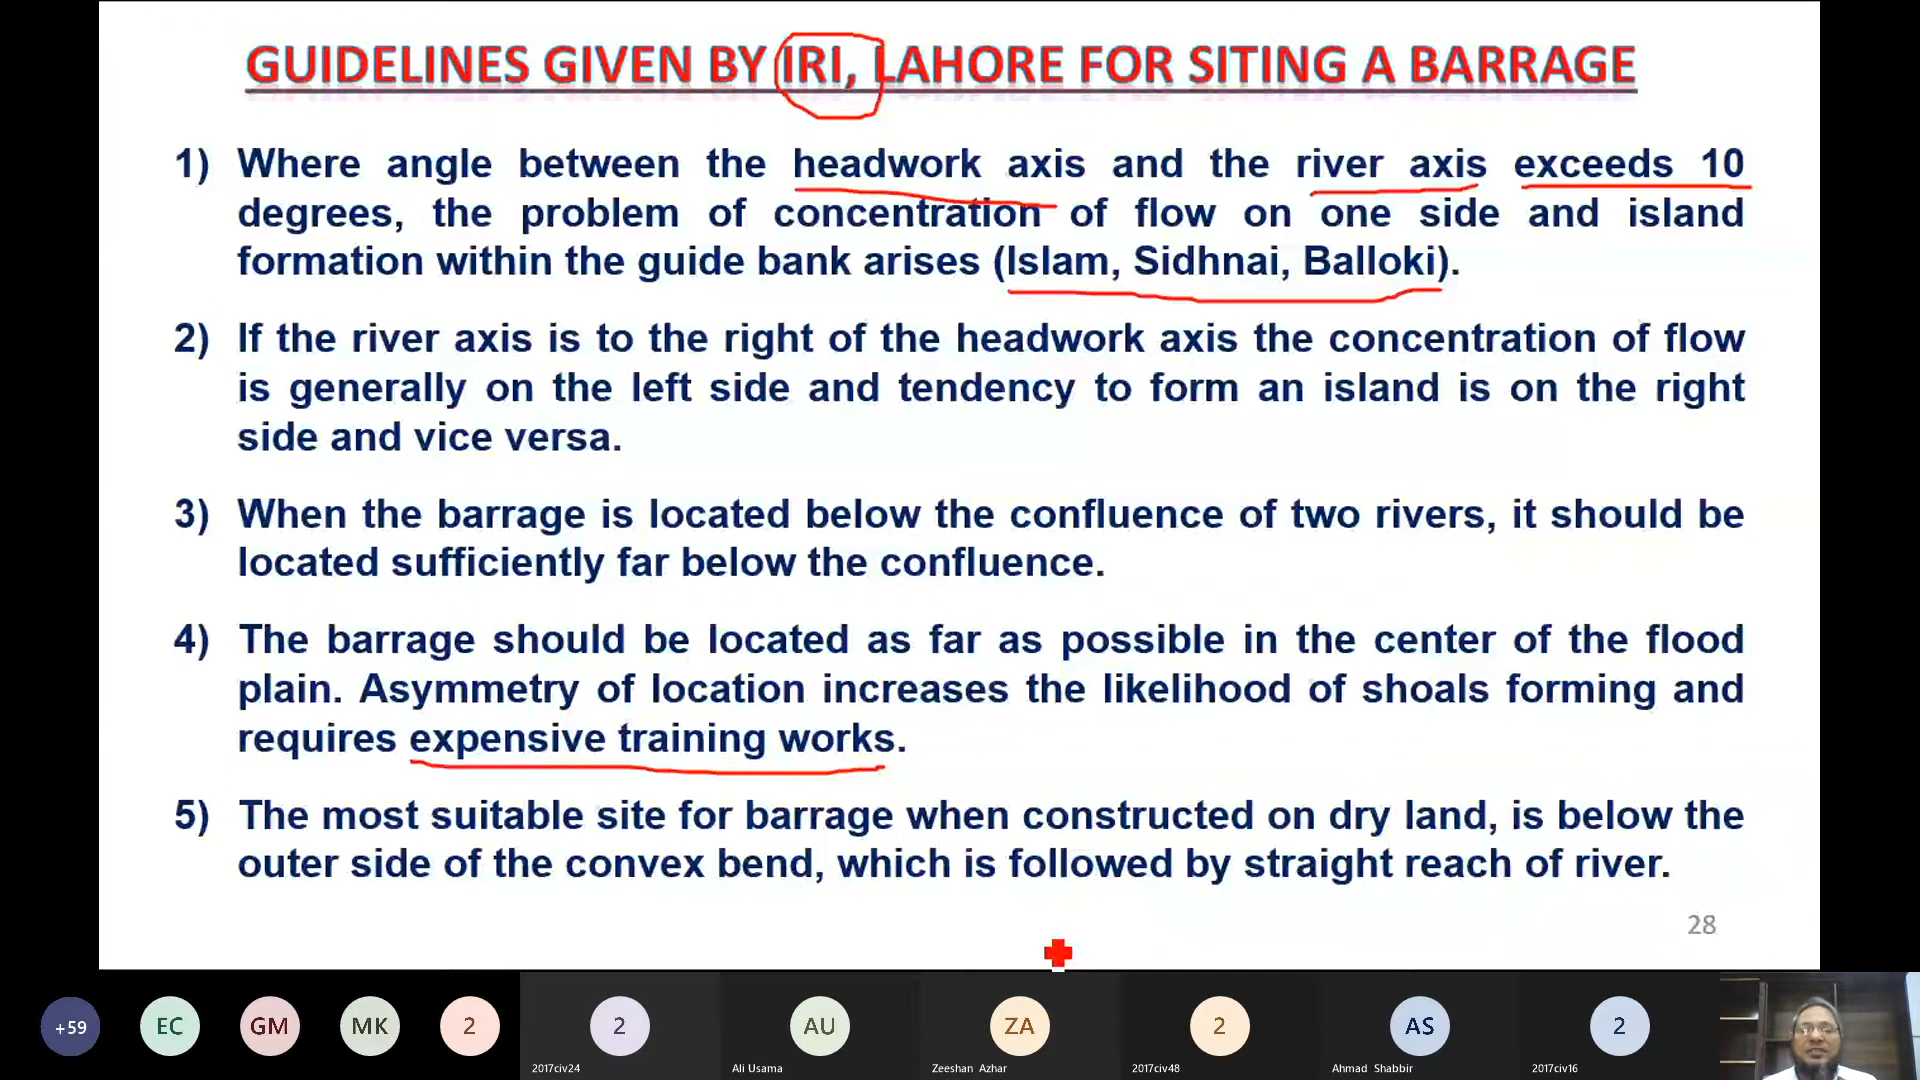 GUIDELINES GIVEN BY IRI, LAHORE FOR SITING A BARRAGE
1) Where angle between the headwork axis and the river axis exceeds 10
degrees, the problem of concentration of flow on one side and island
formation within the guide bank arises (Islam, Sidhnai, Balloki).
2) If the river axis is to the right of the headwork axis the concentration of flow
is generally on the left side and tendency to form an island is on the right
side and vice versa.
3) When the barrage is located below the confluence of two rivers, it should be
located sufficiently far below the confluence.
4) The barrage should be located as far as possible in the center of the flood
plain. Asymmetry of location increases the likelihood of shoals forming and
requires expensive training works.
5) The most suitable site for barrage when constructed on dry land, is below the
outer side of the convex bend, which is followed by straight reach of river.
28
+59 EC GM MK 2 2 AU ZA 2 AS 2
2017civ24 Ali Usama Zeeshan Azhar 2017civ48 Ahmad Shabbir 2017civ16